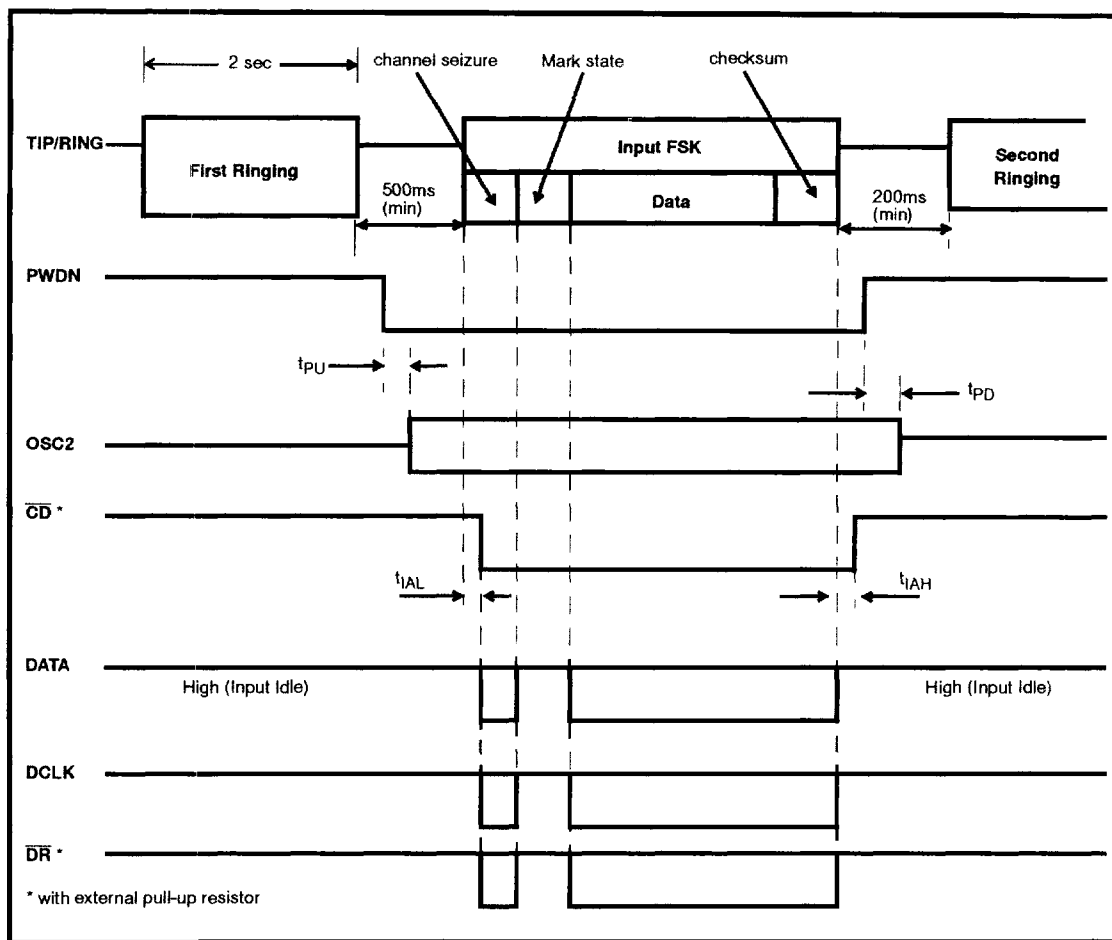 2 sec
channel seizure
Mark state
checksum
TIP/RING
First Ringing
500ms
(min)
Input FSK
Data
200ms
(min)
Second
Ringing
PWDN
tPU
tPD
OSC2
CD *
tIAL
tIAH
DATA
High (Input Idle)
High (Input Idle)
DCLK
DR *
* with external pull-up resistor